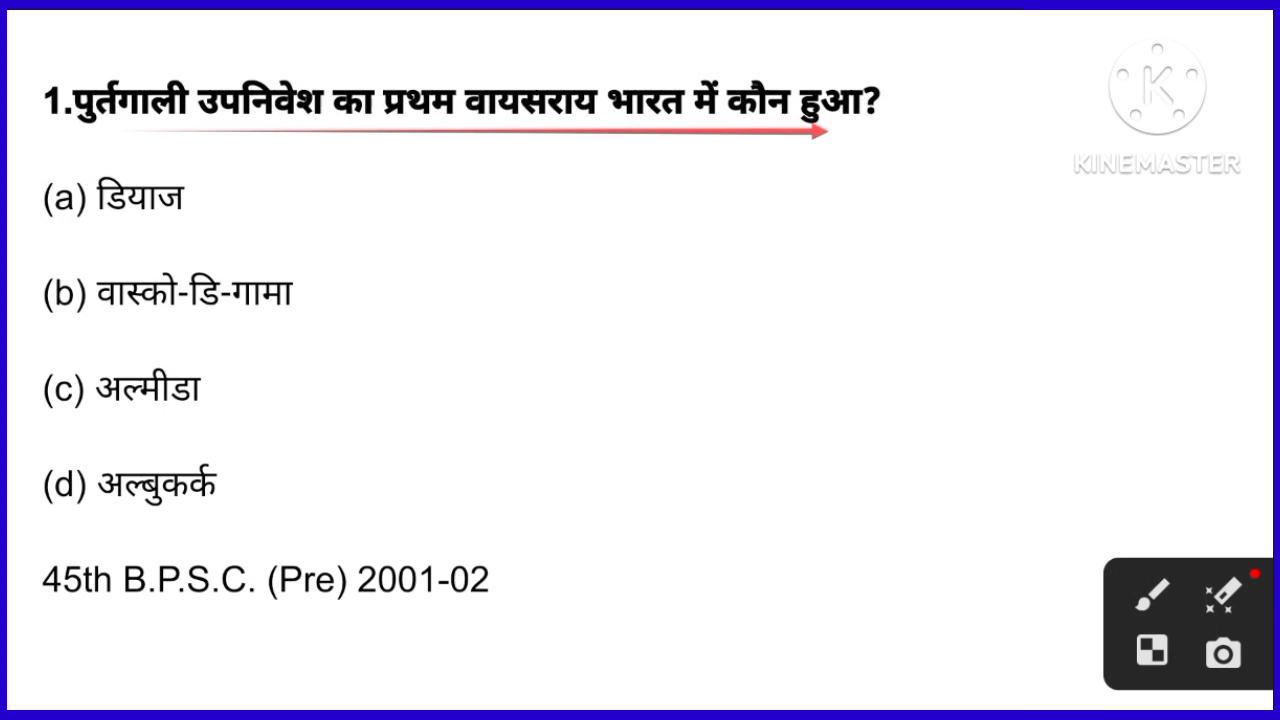 1.पुर्तगाली उपनिवेश का प्रथम वायसराय भारत में कौन हुआ?
K
KINEMASTER
(a) डियाज
(b) वास्को-डि-गामा
(c) अल्मीडा
(d) अल्बुकर्क
45th B.P.S.C. (Pre) 2001-02